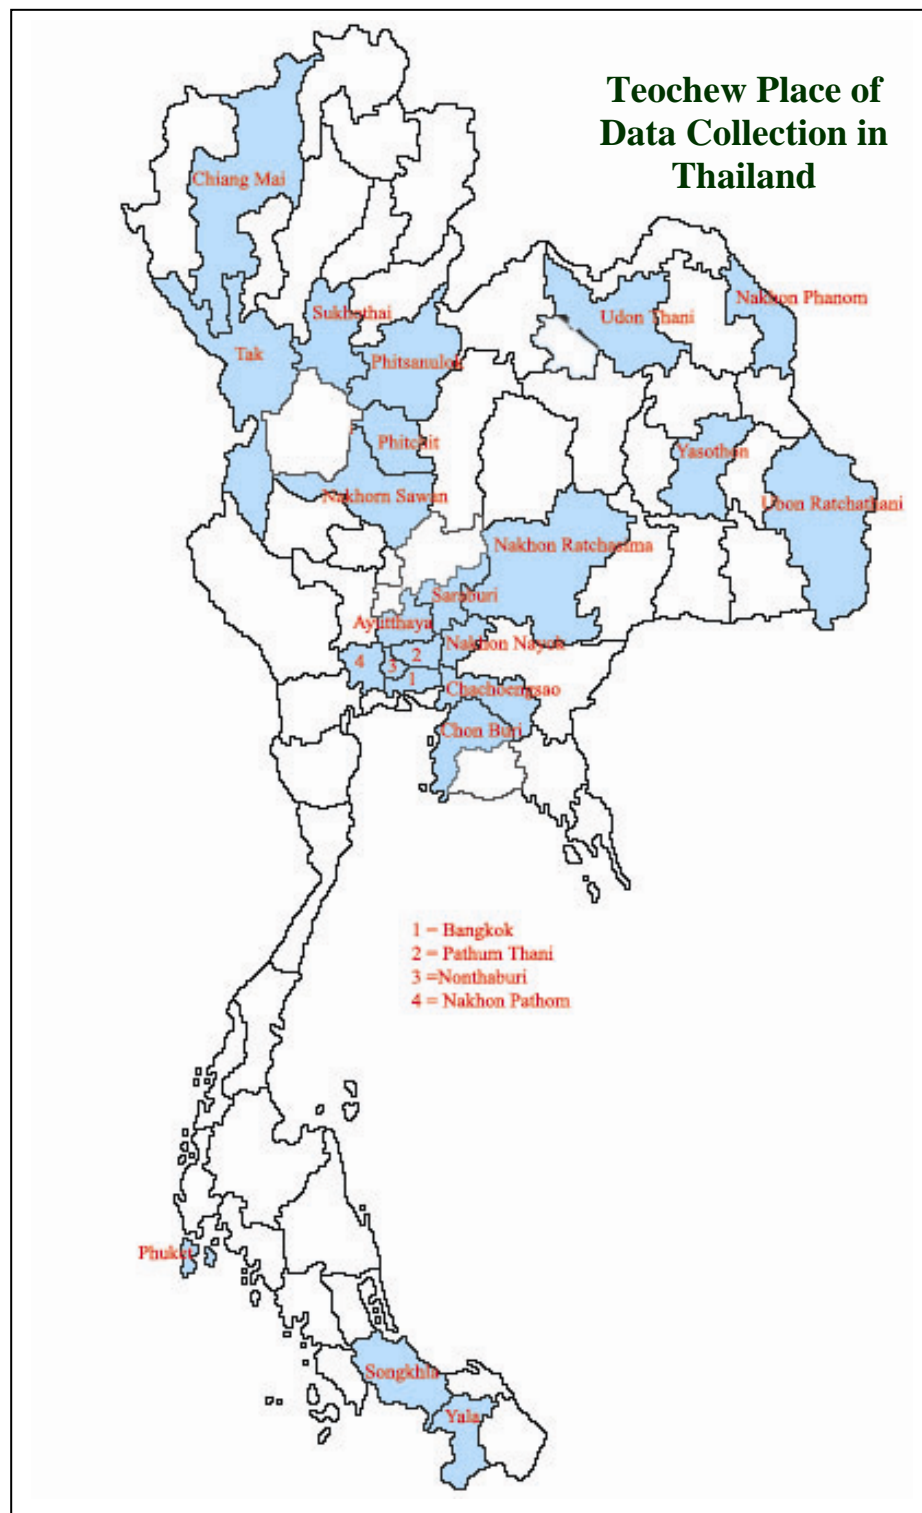 Teochew Place of
Data Collection in
Thailand
Chiang Mai
Nakhon Phanom
Sukhothai
Udon Thani
Tak
Phitsanulok
Phitchit
Yasothon
Nakhorn Sawan
Ubon Ratchathani
Nakhon Ratchasima
Saraburi
Ayutthaya
Nakhon Nayok
2
4
3
1
Chachoengsao
Chon Buri
1 = Bangkok
2 = Pathum Thani
3 =Nonthaburi
4 = Nakhon Pathom
Phuket
Songkhla
Yala